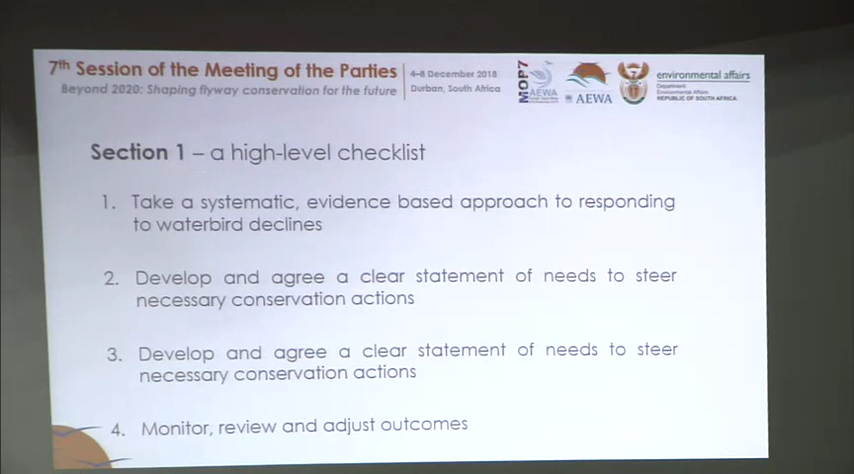 7th Session of the Meeting of the Parties
Beyond 2020: Shaping flyway conservation for the future
4–8 December 2018
Durban, South Africa
MOP7
AEWA
AEWA
environmental affairs
Department:
Environmental Affairs
REPUBLIC OF SOUTH AFRICA
Section 1 – a high-level checklist
1. Take a systematic, evidence based approach to responding
to waterbird declines
2. Develop and agree a clear statement of needs to steer
necessary conservation actions
3. Develop and agree a clear statement of needs to steer
necessary conservation actions
4. Monitor, review and adjust outcomes